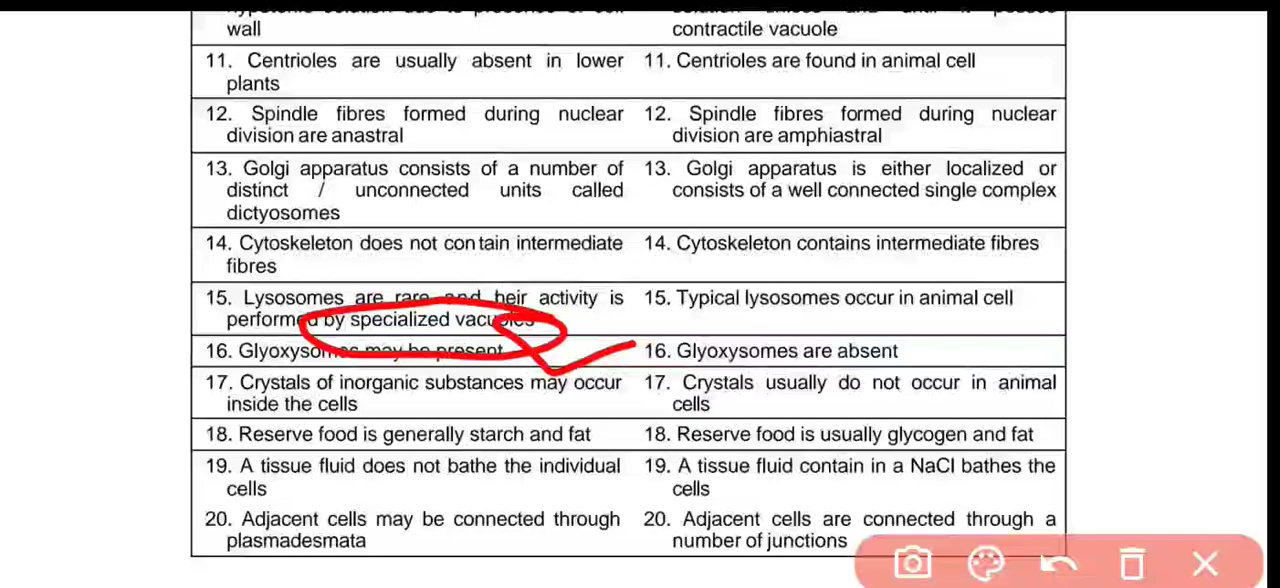 wall
contractile vacuole
11. Centrioles are usually absent in lower
plants
11. Centrioles are found in animal cell
12. Spindle fibres formed during nuclear
division are anastral
12. Spindle fibres formed during nuclear
division are amphiastral
13. Golgi apparatus consists of a number of
distinct / unconnected units called
dictyosomes
13. Golgi apparatus is either localized or
consists of a well connected single complex
14. Cytoskeleton does not contain intermediate
fibres
14. Cytoskeleton contains intermediate fibres
15. Lysosomes are rare and heir activity is
performed by specialized vacuoles
15. Typical lysosomes occur in animal cell
16. Glyoxysomes may be present
16. Glyoxysomes are absent
17. Crystals of inorganic substances may occur
inside the cells
17. Crystals usually do not occur in animal
cells
18. Reserve food is generally starch and fat
18. Reserve food is usually glycogen and fat
19. A tissue fluid does not bathe the individual
cells
19. A tissue fluid contain in a NaCl bathes the
cells
20. Adjacent cells may be connected through
plasmadesmata
20. Adjacent cells are connected through a
number of junctions